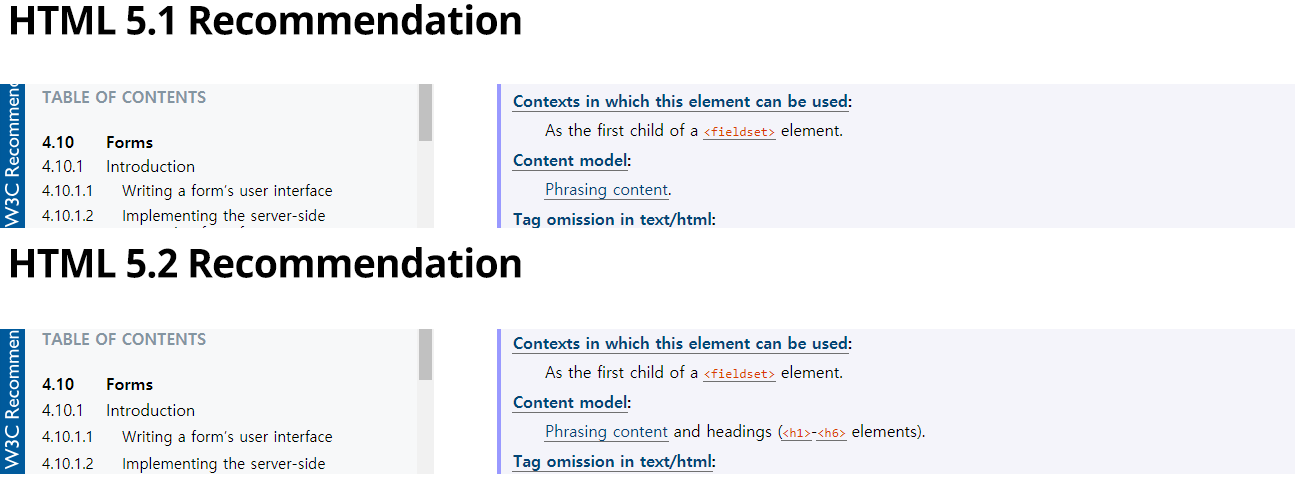 HTML 5.1 Recommendation
W3C Recommend
TABLE OF CONTENTS
4.10 Forms
4.10.1 Introduction
4.10.1.1 Writing a form's user interface
4.10.1.2 Implementing the server-side
Contexts in which this element can be used:
As the first child of a <fieldset> element.
Content model:
Phrasing content.
Tag omission in text/html:
HTML 5.2 Recommendation
W3C Recommen
TABLE OF CONTENTS
4.10 Forms
4.10.1 Introduction
4.10.1.1 Writing a form's user interface
4.10.1.2 Implementing the server-side
Contexts in which this element can be used:
As the first child of a <fieldset> element.
Content model:
Phrasing content and headings (<h1>-<h6> elements).
Tag omission in text/html: